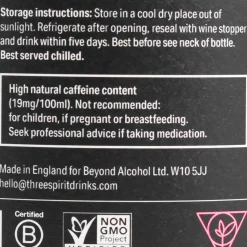 Storage instructions: Store in a cool dry place out of
sunlight. Refrigerate after opening, reseal with wine stopper
and drink within five days. Best before see neck of bottle.
Best served chilled.
High natural caffeine content
(19mg/100ml). Not recommended:
for children, if pregnant or breastfeeding.
Seek professional advice if taking medication.
Made in England for Beyond Alcohol Ltd. W10 5JJ
hello@threespiritdrinks.com
Certified
B
NON
GMO
Project